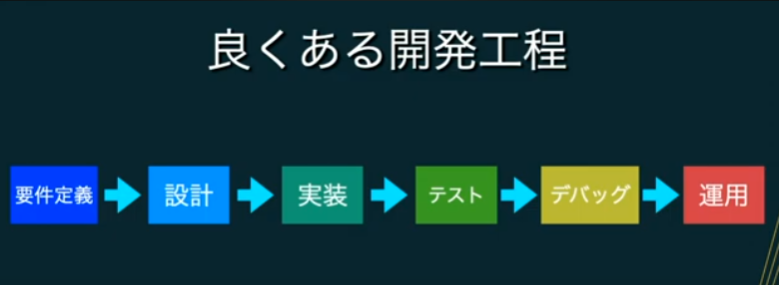 良くある開発工程
要件定義
設計
実装
テスト
デバッグ
運用